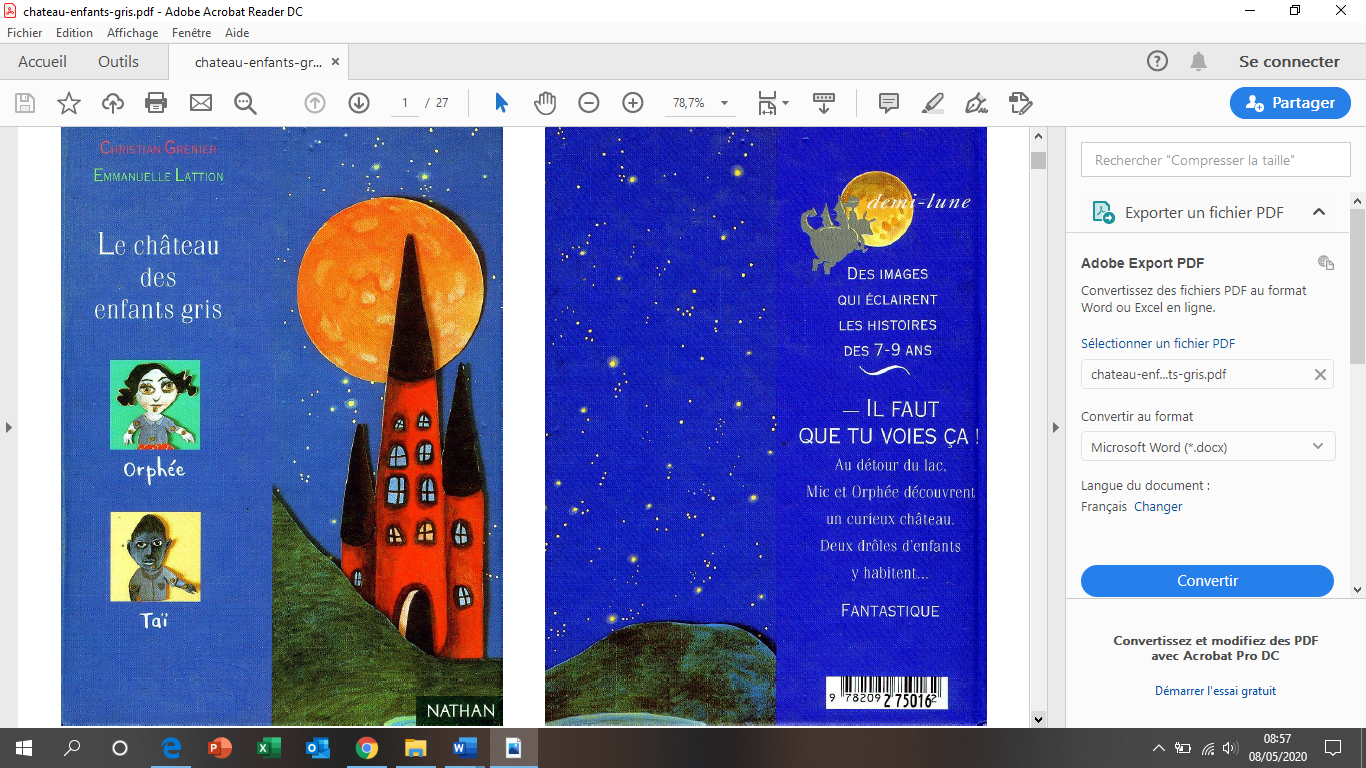 chateau-enfants-gris.pdf - Adobe Acrobat Reader DC
Fichier Edition Affichage Fenêtre Aide
Accueil Outils chateau-enfants-gr... ×
? Se connecter
1 / 27 78,7% Partager
CHRISTIAN GRENIER
EMMANUELLE LATTION
Le château
des
enfants gris
Orphée
Taï
NATHAN
demi-lune
DES IMAGES
QUI ÉCLAIRENT
LES HISTOIRES
DES 7-9 ANS
— IL FAUT
QUE TU VOIES ÇA !
Au détour du lac,
Mic et Orphée découvrent
un curieux château.
Deux drôles d'enfants
y habitent...
FANTASTIQUE
9 782092 750162
Rechercher "Compresser la taille"
Exporter un fichier PDF
Adobe Export PDF
Convertissez des fichiers PDF au format
Word ou Excel en ligne.
Sélectionner un fichier PDF
chateau-enf...ts-gris.pdf
Convertir au format
Microsoft Word (*.docx)
Langue du document :
Français Changer
Convertir
Convertissez et modifiez des PDF
avec Acrobat Pro DC
Démarrer l'essai gratuit
08:57
08/05/2020